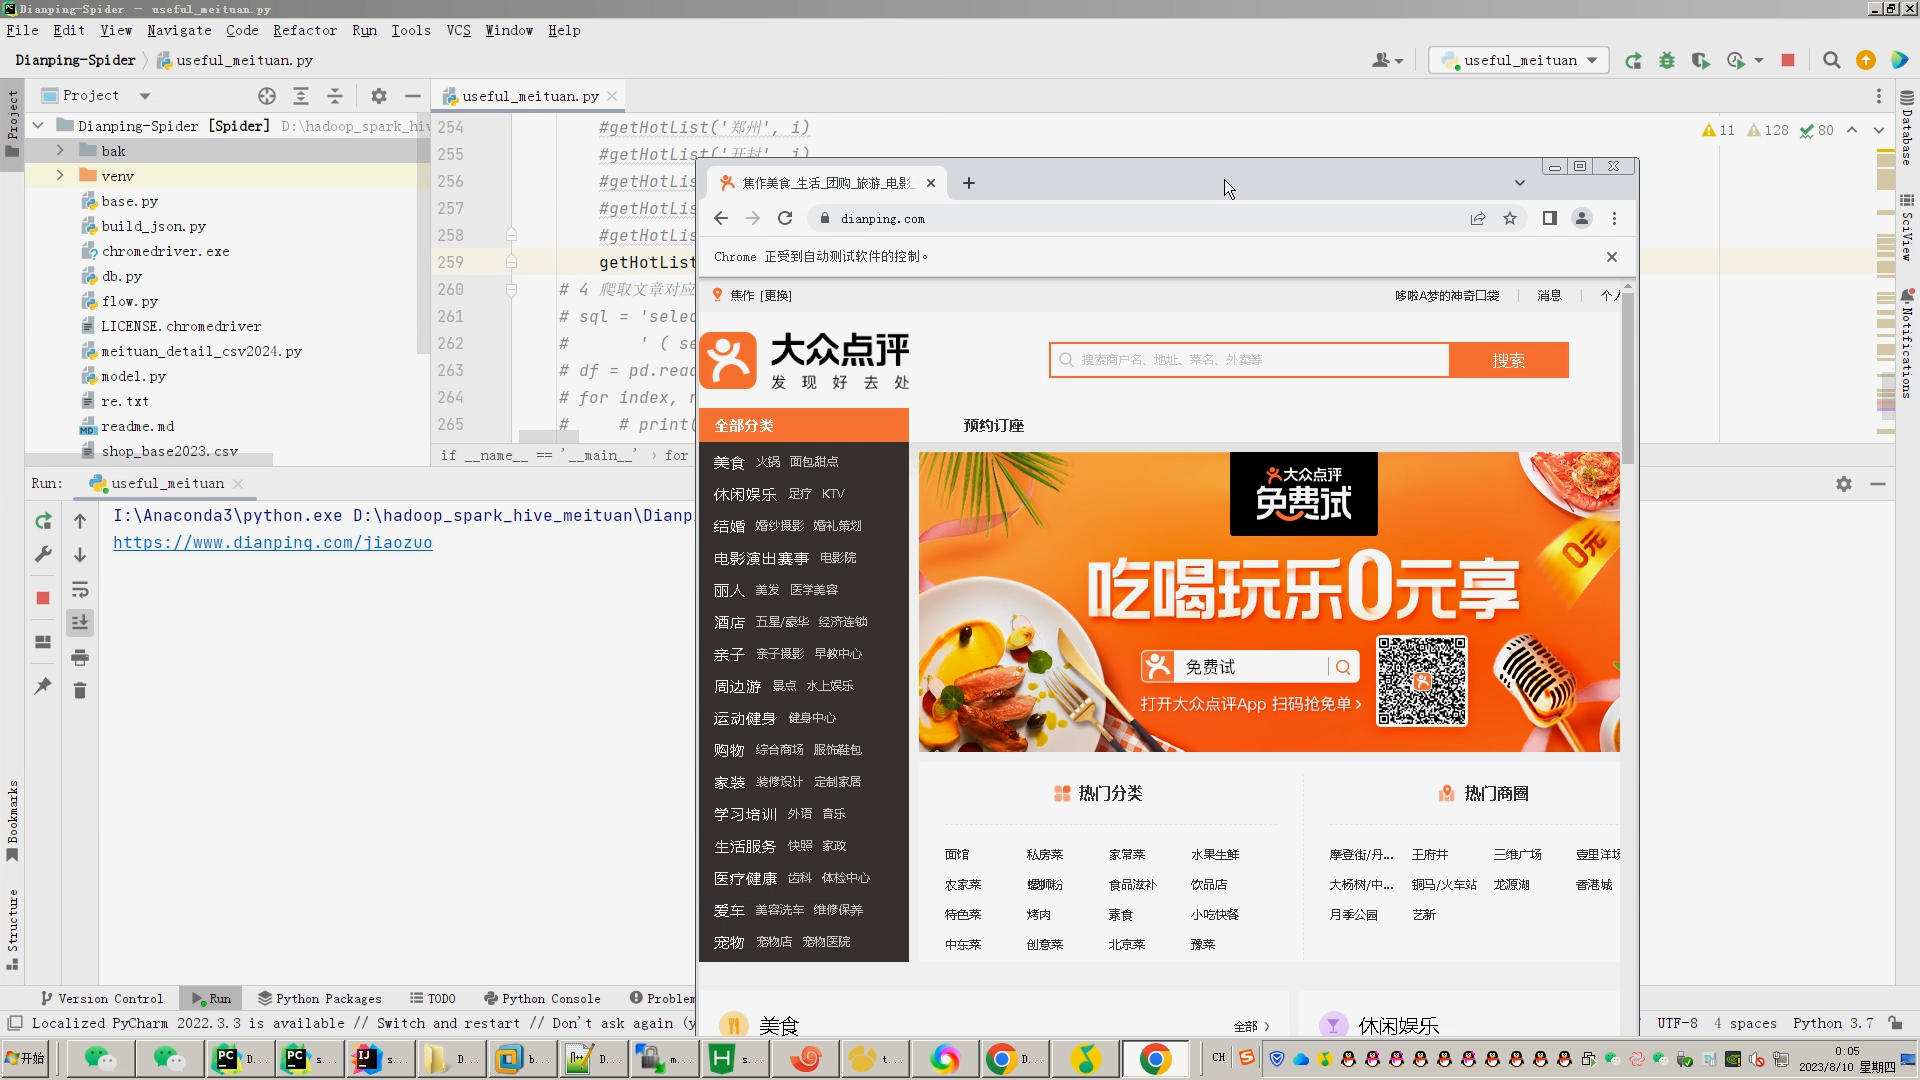 Dianping-Spider – useful_meituan.py
File Edit View Navigate Code Refactor Run Tools VCS Window Help
Dianping-Spider useful_meituan.py
useful_meituan
Project
useful_meituan.py
Dianping-Spider [Spider] D:\hadoop_spark_hiv
bak
venv
base.py
build_json.py
chromedriver.exe
db.py
flow.py
LICENSE.chromedriver
meituan_detail_csv2024.py
model.py
re.txt
readme.md
shop_base2023.csv
254 #getHotList('郑州', i)
255 #getHotList('开封', i)
256 #getHotLis
257 #getHotLis
258 #getHotLis
259 getHotList
260 # 4 爬取文章对应
261 # sql = 'selec
262 # ' ( se
263 # df = pd.reac
264 # for index, r
265 # # print(
if __name__ == '__main__' › for
11 128 80
Project
Bookmarks
Structure
Database
SciView
Notifications
Run: useful_meituan
I:\Anaconda3\python.exe D:\hadoop_spark_hive_meituan\Dianp
https://www.dianping.com/jiaozuo
焦作美食_生活_团购_旅游_电影_
dianping.com
Chrome 正受到自动测试软件的控制。
焦作 [更换]
哆啦A梦的神奇口袋 消息 个人
大众点评
发现好去处
搜索商户名、地址、菜名、外卖等
搜索
全部分类
预约订座
美食 火锅 面包甜点
休闲娱乐 足疗 KTV
结婚 婚纱摄影 婚礼策划
电影演出赛事 电影院
丽人 美发 医学美容
酒店 五星/豪华 经济连锁
亲子 亲子摄影 早教中心
周边游 景点 水上娱乐
运动健身 健身中心
购物 综合商场 服饰鞋包
家装 装修设计 定制家居
学习培训 外语 音乐
生活服务 快照 家政
医疗健康 齿科 体检中心
爱车 美容洗车 维修保养
宠物 宠物店 宠物医院
大众点评
免费试
0元
吃喝玩乐0元享
免费试
打开大众点评App 扫码抢免单›
热门分类
面馆 私房菜 家常菜 水果生鲜
农家菜 螺蛳粉 食品滋补 饮品店
特色菜 烤肉 素食 小吃快餐
中东菜 创意菜 北京菜 豫菜
热门商圈
摩登街/丹... 王府井 三维广场 壹里洋场
大杨树/中... 铜马/火车站 龙源湖 香港城
月季公园 艺新
美食 全部 ›
休闲娱乐
Version Control Run Python Packages TODO Python Console Problem
Localized PyCharm 2022.3.3 is available // Switch and restart // Don't ask again (y
UTF-8 4 spaces Python 3.7
开始 D... s... s... D... b... D... m... s... t... D...
CH
0:05
2023/8/10 星期四